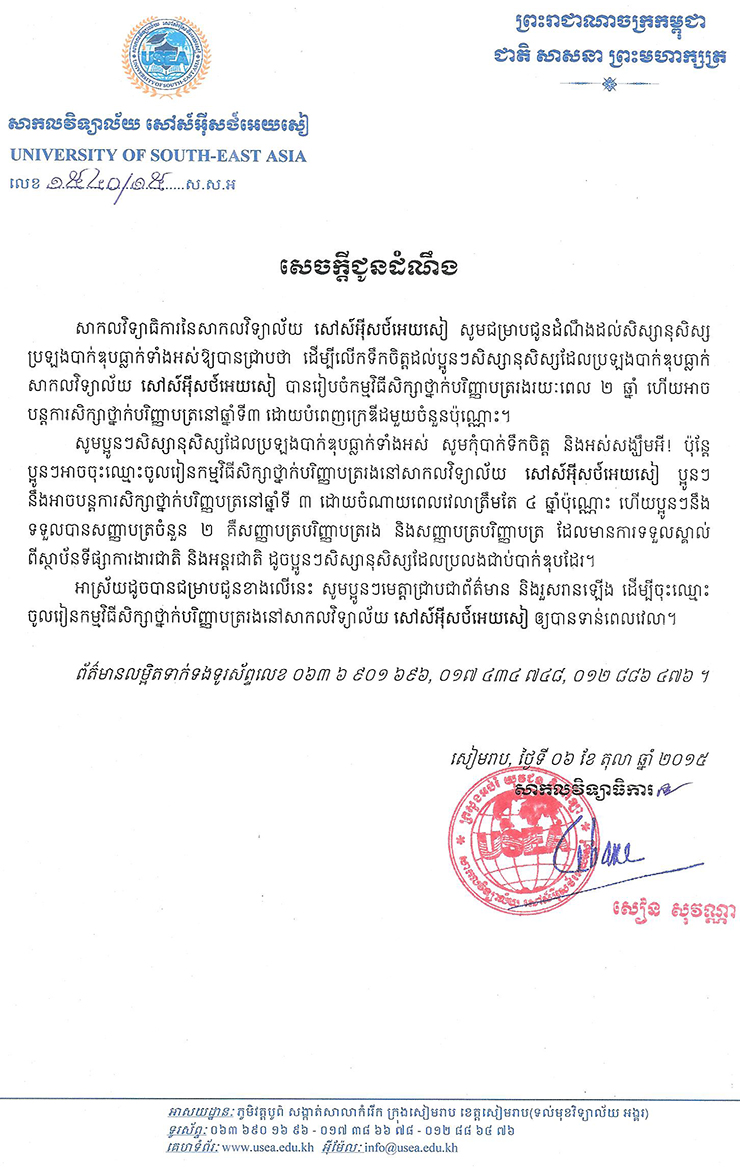 ព្រះរាជាណាចក្រកម្ពុជា
ជាតិ សាសនា ព្រះមហាក្សត្រ
USEA
UNIVERSITY OF SOUTH-EAST ASIA
សាកលវិទ្យាល័យ សៅស៍អ៊ីសថ៍អេយសៀ
UNIVERSITY OF SOUTH-EAST ASIA
លេខ ១៥៤០/១៥.....ស.ស.អ
សេចក្តីជូនដំណឹង
សាកលវិទ្យាធិការនៃសាកលវិទ្យាល័យ សៅស៍អ៊ីសថ៍អេយសៀ សូមជម្រាបជូនដំណឹងដល់សិស្សានុសិស្ស
ប្រឡងបាក់ឌុបធ្លាក់ទាំងអស់ឱ្យបានជ្រាបថា ដើម្បីលើកទឹកចិត្តដល់ប្អូនៗសិស្សានុសិស្សដែលប្រឡងបាក់ឌុបធ្លាក់
សាកលវិទ្យាល័យ សៅស៍អ៊ីសថ៍អេយសៀ បានរៀបចំកម្មវិធីសិក្សាថ្នាក់បរិញ្ញាបត្ររងរយៈពេល ២ ឆ្នាំ ហើយអាច
បន្តការសិក្សាថ្នាក់បរិញ្ញាបត្រនៅឆ្នាំទី៣ ដោយបំពេញក្រេឌីដមួយចំនួនប៉ុណ្ណោះ។
សូមប្អូនៗសិស្សានុសិស្សដែលប្រឡងបាក់ឌុបធ្លាក់ទាំងអស់ សូមកុំបាក់ទឹកចិត្ត និងអស់សង្ឃឹមអី! ប៉ុន្តែ
ប្អូនៗអាចចុះឈ្មោះចូលរៀនកម្មវិធីសិក្សាថ្នាក់បរិញ្ញាបត្ររងនៅសាកលវិទ្យាល័យ សៅស៍អ៊ីសថ៍អេយសៀ ប្អូនៗ
នឹងអាចបន្តការសិក្សាថ្នាក់បរិញ្ញបត្រនៅឆ្នាំទី ៣ ដោយចំណាយពេលវេលាត្រឹមតែ ៤ ឆ្នាំប៉ុណ្ណោះ ហើយប្អូនៗនឹង
ទទួលបានសញ្ញាបត្រចំនួន ២ គឺសញ្ញាបត្របរិញ្ញាបត្ររង និងសញ្ញាបត្របរិញ្ញាបត្រ ដែលមានការទទួលស្គាល់
ពីស្ថាប័នទីផ្សាការងារជាតិ និងអន្តរជាតិ ដូចប្អូនៗសិស្សានុសិស្សដែលប្រលងជាប់បាក់ឌុបដែរ។
អាស្រ័យដូចបានជម្រាបជូនខាងលើនេះ សូមប្អូនៗមេត្តាជ្រាបជាព័ត៌មាន និងរួសរានឡើង ដើម្បីចុះឈ្មោះ
ចូលរៀនកម្មវិធីសិក្សាថ្នាក់បរិញ្ញាបត្ររងនៅសាកលវិទ្យាល័យ សៅស៍អ៊ីសថ៍អេយសៀ ឲ្យបានទាន់ពេលវេលា។
ព័ត៌មានលម្អិតទាក់ទងទូរស័ព្ទលេខ ០៦៣ ៦ ៩០១ ៦៩៦, ០១៧ ៤៣៤ ៧៤៨, ០១២ ៨៨៦ ៤៧៦ ។
សៀមរាប, ថ្ងៃទី ០៦ ខែ តុលា ឆ្នាំ ២០១៥
សាកលវិទ្យាធិការ
USEA
សៀន សុវណ្ណា
អាសយដ្ឋាន: ភូមិវត្តបូព៌ សង្កាត់សាលាកំរើក ក្រុងសៀមរាប ខេត្តសៀមរាប(ទល់មុខវិទ្យាល័យ អង្គរ)
ទូរស័ព្ទ: ០៦៣ ៦៩០ ១៦ ៩៦ - ០១៧ ៣៨ ៦៦ ៧៨ - ០១២ ៨៨ ៦៤ ៧៦
គេហទំព័រ: www.usea.edu.kh អ៊ីម៉ែល: info@usea.edu.kh